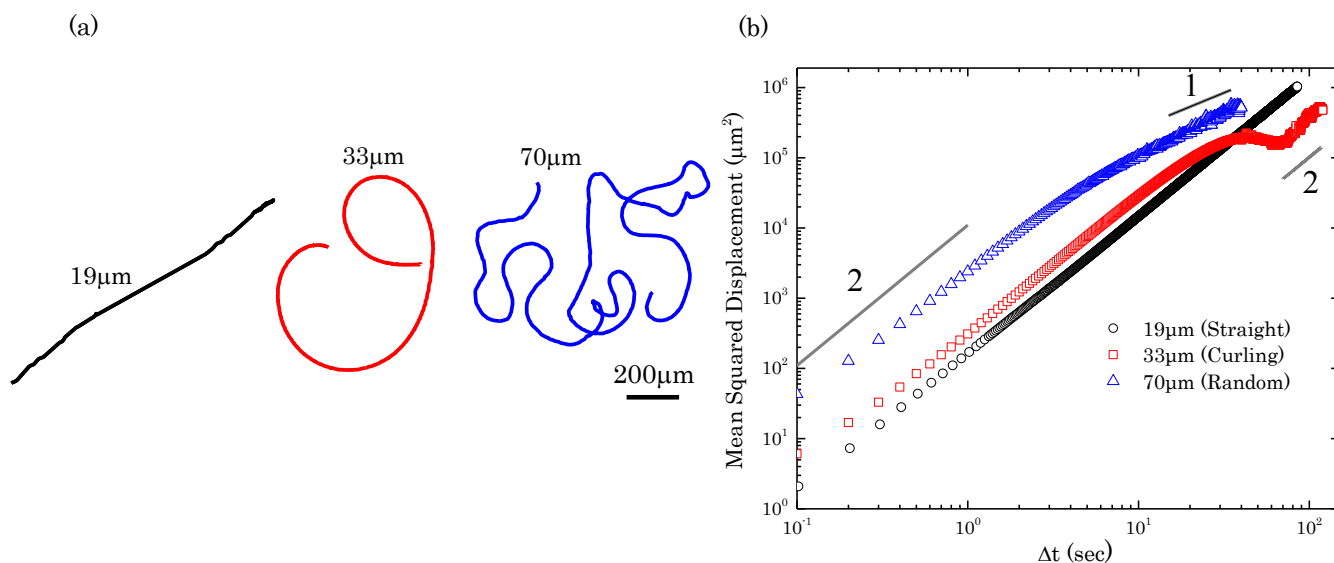 (a)
19μm
33μm
70μm
200μm
(b)
Mean Squared Displacement (μm²)
10⁶
10⁵
10⁴
10³
10²
10¹
10⁰
2
1
2
19μm (Straight)
33μm (Curling)
70μm (Random)
10⁻¹
10⁰
10¹
10²
Δt (sec)